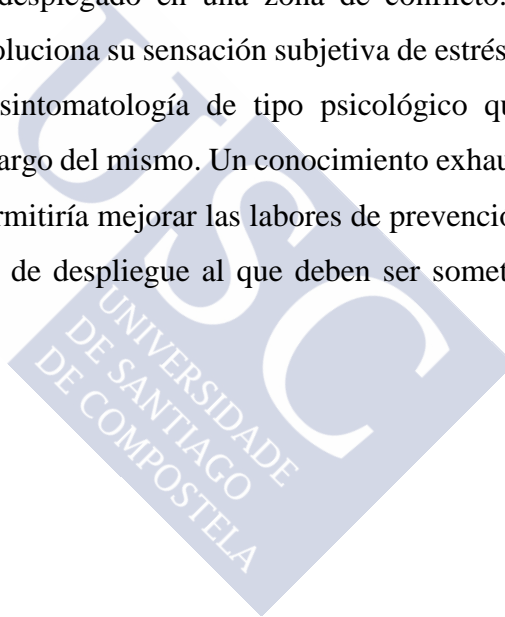 desplegado en una zona de conflicto.
oluciona su sensación subjetiva de estrés
sintomatología de tipo psicológico qu
argo del mismo. Un conocimiento exhau
rmitiría mejorar las labores de prevencio
de despliegue al que deben ser somet
USC
UNIVERSIDADE
DE SANTIAGO
DE COMPOSTELA